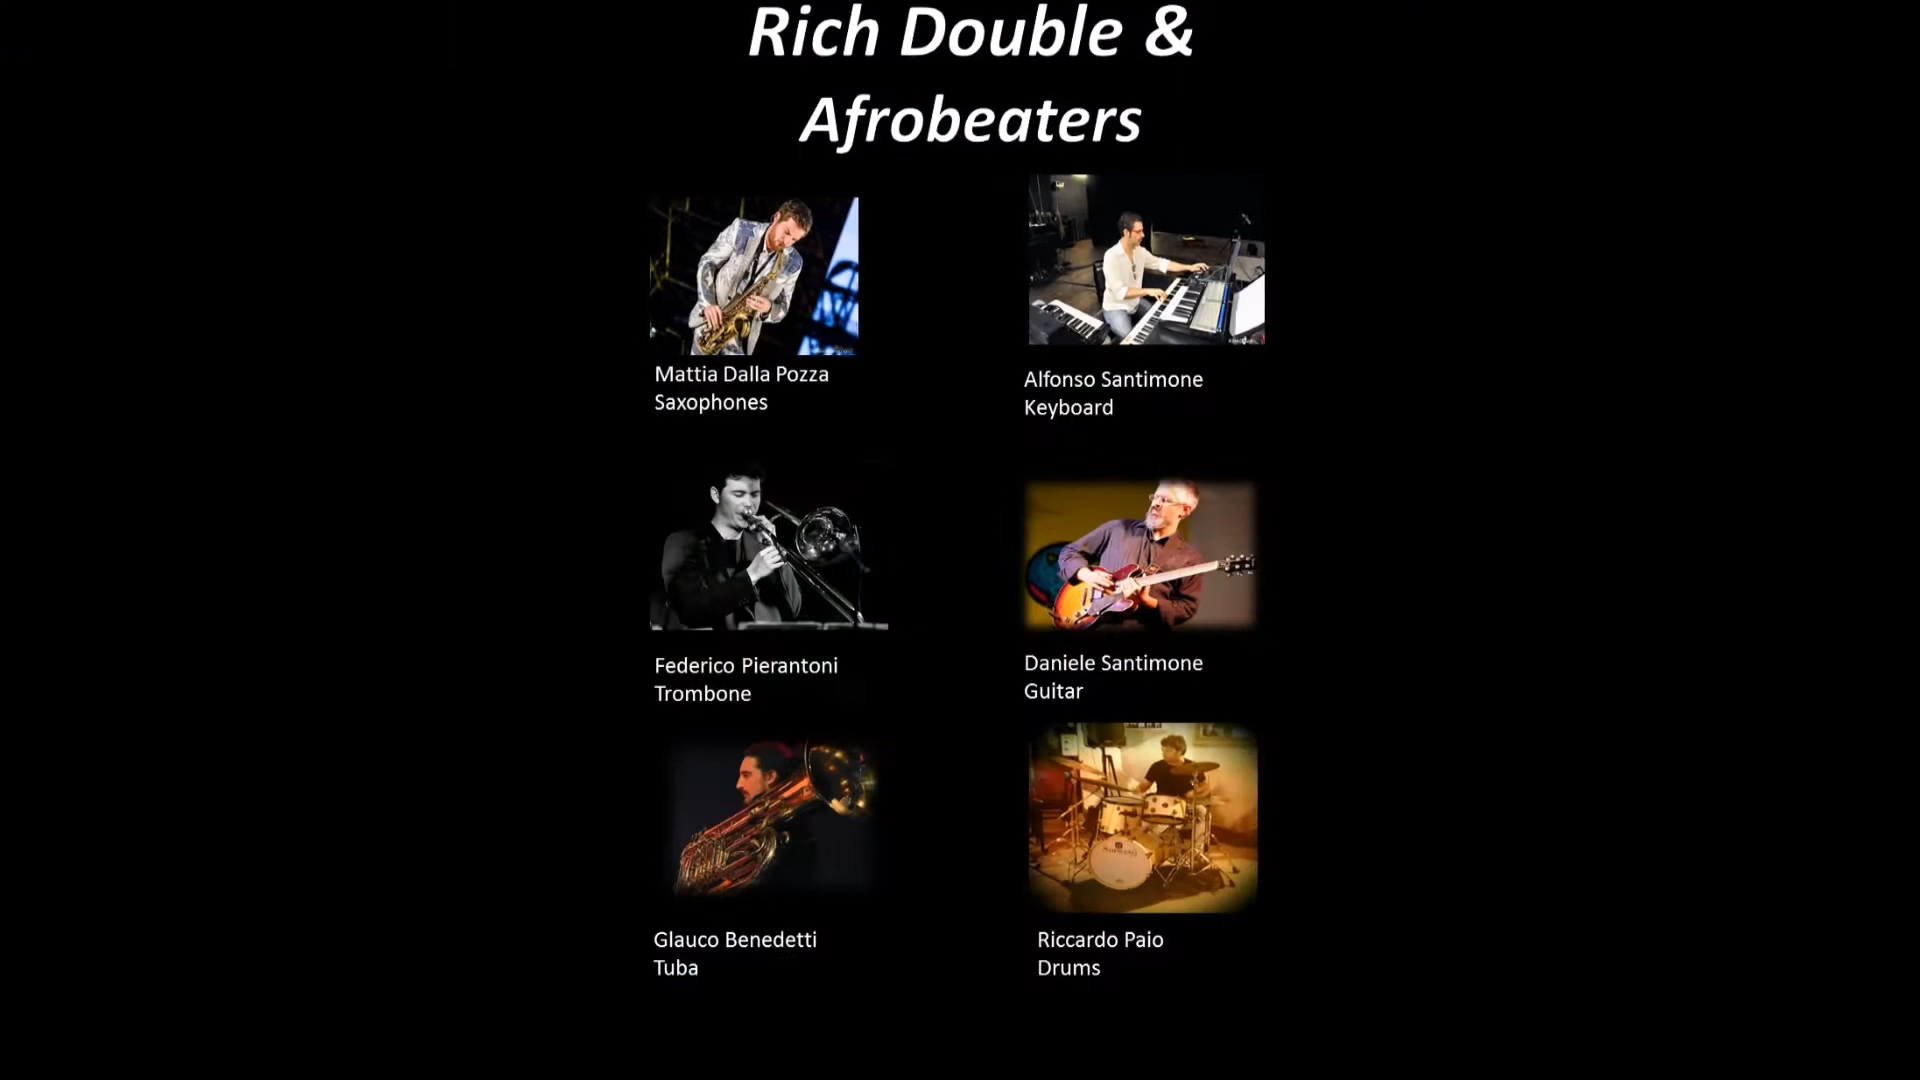 Rich Double &
Afrobeaters
Mattia Dalla Pozza
Saxophones
Alfonso Santimone
Keyboard
Federico Pierantoni
Trombone
Daniele Santimone
Guitar
Glauco Benedetti
Tuba
Riccardo Paio
Drums